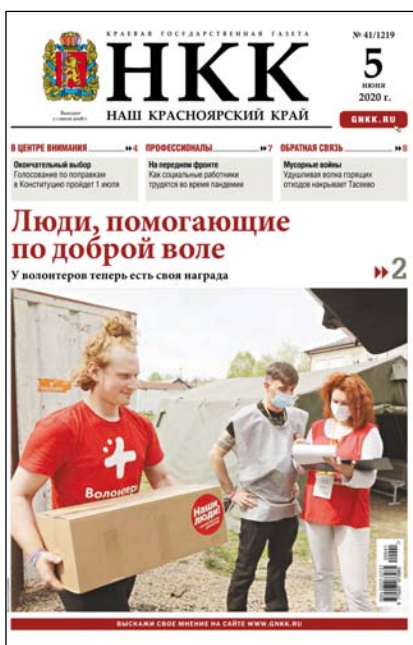 КРАЕВАЯ ГОСУДАРСТВЕННАЯ ГАЗЕТА
НКК
НАШ КРАСНОЯРСКИЙ КРАЙ
Выходит
№ 41/1219
5
июня
2020 г.
GNKK.RU
В ЦЕНТРЕ ВНИМАНИЯ 4
Окончательный выбор
Голосование по поправкам
в Конституцию пройдет 1 июля
ПРОФЕССИОНАЛЫ 7
На переднем фронте
Как социальные работники
трудятся во время пандемии
ОБРАТНАЯ СВЯЗЬ 8
Мусорные войны
Удушливая волна горящих
отходов накрывает Тасеево
Люди, помогающие
по доброй воле
У волонтеров теперь есть своя награда
2
Волонтеры
Наши
люди!
ВЫСКАЖИ СВОЕ МНЕНИЕ НА САЙТЕ WWW.GNKK.RU